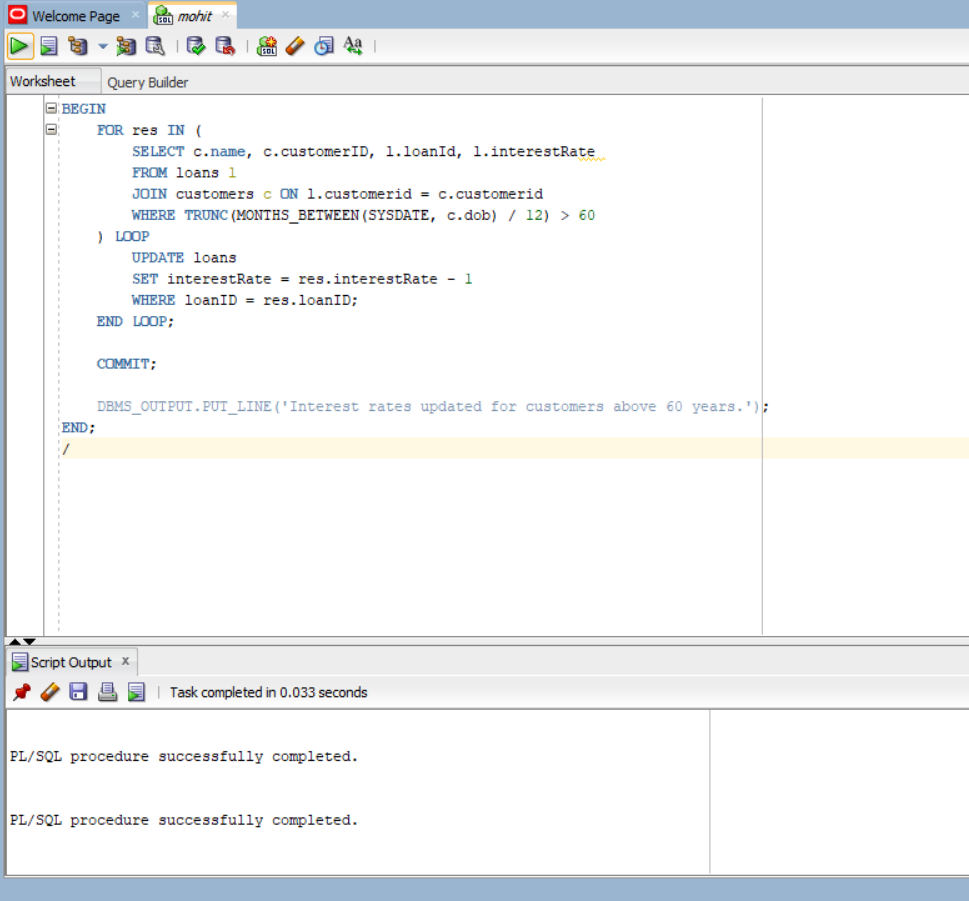 Welcome Page
mohit
Worksheet
Query Builder
BEGIN
FOR res IN (
SELECT c.name, c.customerID, l.loanId, l.interestRate
FROM loans l
JOIN customers c ON l.customerid = c.customerid
WHERE TRUNC(MONTHS_BETWEEN(SYSDATE, c.dob) / 12) > 60
) LOOP
UPDATE loans
SET interestRate = res.interestRate - 1
WHERE loanID = res.loanID;
END LOOP;
COMMIT;
DBMS_OUTPUT.PUT_LINE('Interest rates updated for customers above 60 years.');
END;
/
Script Output
Task completed in 0.033 seconds
PL/SQL procedure successfully completed.
PL/SQL procedure successfully completed.